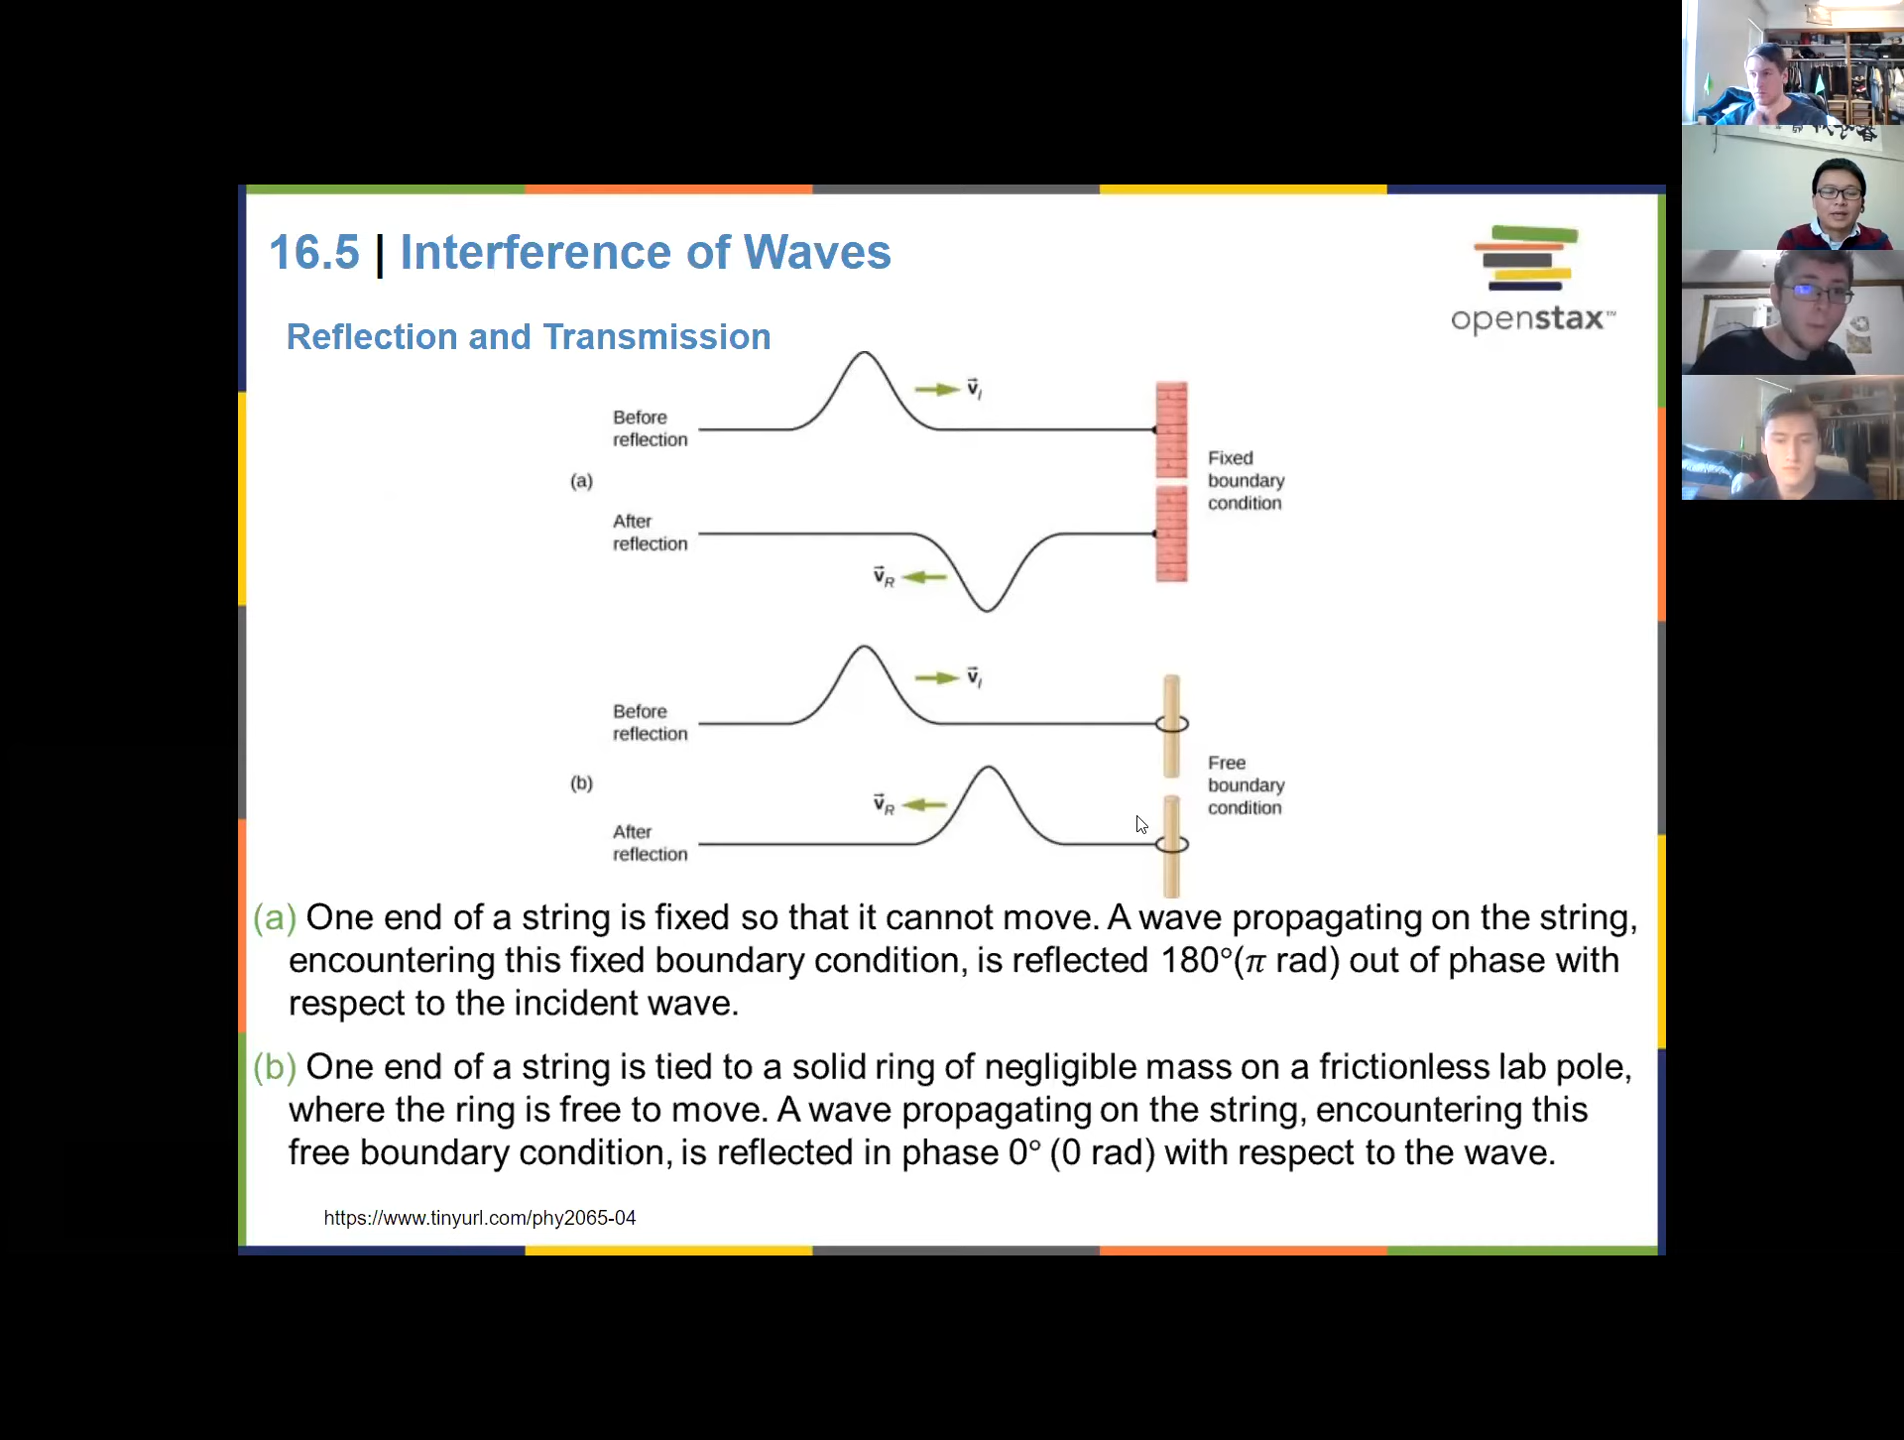 16.5 | Interference of Waves
openstax™
Reflection and Transmission
Before
reflection
v⃗I
Fixed
boundary
condition
(a)
After
reflection
v⃗R
Before
reflection
v⃗I
Free
boundary
condition
(b)
After
reflection
v⃗R
(a) One end of a string is fixed so that it cannot move. A wave propagating on the string,
encountering this fixed boundary condition, is reflected 180°(π rad) out of phase with
respect to the incident wave.
(b) One end of a string is tied to a solid ring of negligible mass on a frictionless lab pole,
where the ring is free to move. A wave propagating on the string, encountering this
free boundary condition, is reflected in phase 0° (0 rad) with respect to the wave.
https://www.tinyurl.com/phy2065-04